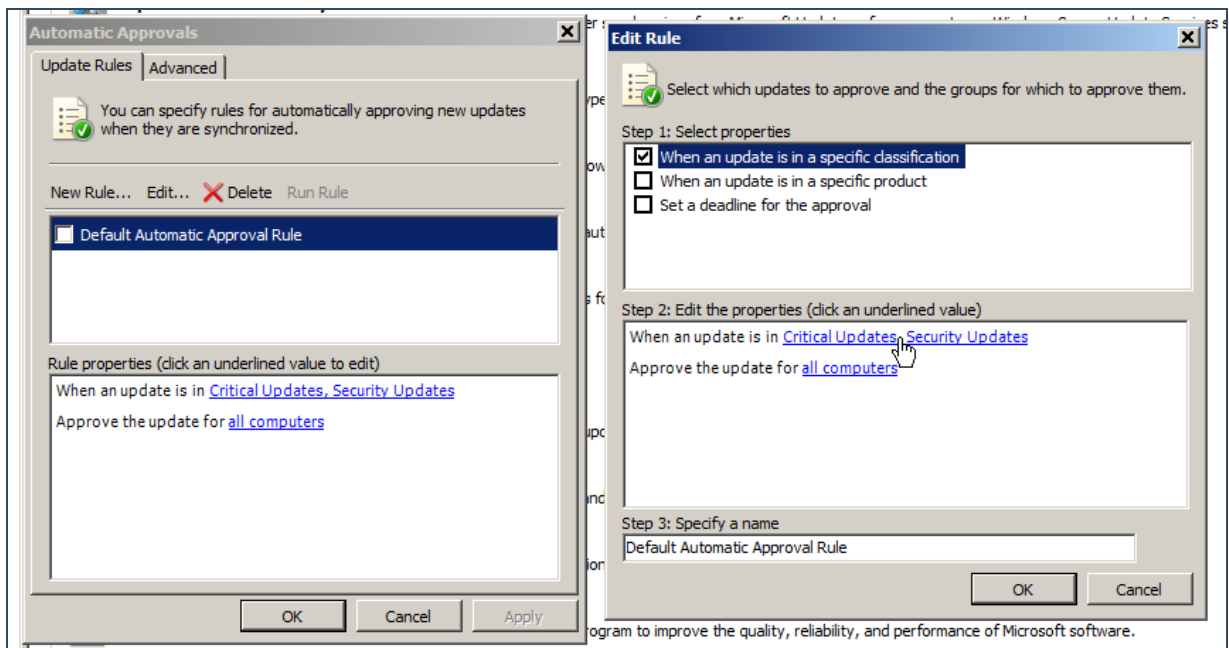 Automatic Approvals
Update Rules
Advanced
You can specify rules for automatically approving new updates
when they are synchronized.
New Rule... Edit... Delete Run Rule
Default Automatic Approval Rule
Rule properties (click an underlined value to edit)
When an update is in Critical Updates, Security Updates
Approve the update for all computers
OK Cancel Apply
Edit Rule
Select which updates to approve and the groups for which to approve them.
Step 1: Select properties
When an update is in a specific classification
When an update is in a specific product
Set a deadline for the approval
Step 2: Edit the properties (click an underlined value)
When an update is in Critical Updates, Security Updates
Approve the update for all computers
Step 3: Specify a name
Default Automatic Approval Rule
OK Cancel
rogram to improve the quality, reliability, and performance of Microsoft software.